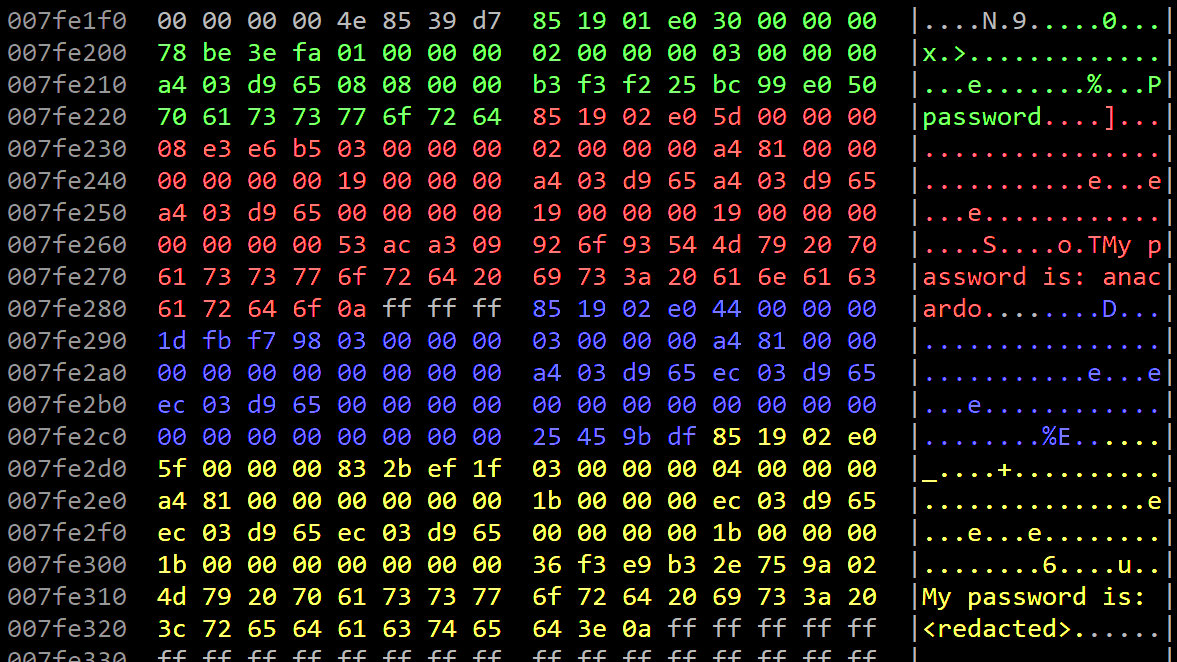 007fe1f0 00 00 00 00 4e 85 39 d7 85 19 01 e0 30 00 00 00 |....N.9.....0...|
007fe200 78 be 3e fa 01 00 00 00 02 00 00 00 03 00 00 00 |x.>.............|
007fe210 a4 03 d9 65 08 08 00 00 b3 f3 f2 25 bc 99 e0 50 |...e.......%...P|
007fe220 70 61 73 73 77 6f 72 64 85 19 02 e0 5d 00 00 00 |password....]...|
007fe230 08 e3 e6 b5 03 00 00 00 02 00 00 00 a4 81 00 00 |................|
007fe240 00 00 00 00 19 00 00 00 a4 03 d9 65 a4 03 d9 65 |...........e...e|
007fe250 a4 03 d9 65 00 00 00 00 19 00 00 00 19 00 00 00 |...e............|
007fe260 00 00 00 00 53 ac a3 09 92 6f 93 54 4d 79 20 70 |....S....o.TMy p|
007fe270 61 73 73 77 6f 72 64 20 69 73 3a 20 61 6e 61 63 |assword is: anac|
007fe280 61 72 64 6f 0a ff ff ff 85 19 02 e0 44 00 00 00 |ardo........D...|
007fe290 1d fb f7 98 03 00 00 00 03 00 00 00 a4 81 00 00 |................|
007fe2a0 00 00 00 00 00 00 00 00 a4 03 d9 65 ec 03 d9 65 |...........e...e|
007fe2b0 ec 03 d9 65 00 00 00 00 00 00 00 00 00 00 00 00 |...e............|
007fe2c0 00 00 00 00 00 00 00 00 25 45 9b df 85 19 02 e0 |........%E......|
007fe2d0 5f 00 00 00 83 2b ef 1f 03 00 00 00 04 00 00 00 |_....+..........|
007fe2e0 a4 81 00 00 00 00 00 00 1b 00 00 00 ec 03 d9 65 |...............e|
007fe2f0 ec 03 d9 65 ec 03 d9 65 00 00 00 00 1b 00 00 00 |...e...e........|
007fe300 1b 00 00 00 00 00 00 00 36 f3 e9 b3 2e 75 9a 02 |........6....u..|
007fe310 4d 79 20 70 61 73 73 77 6f 72 64 20 69 73 3a 20 |My password is: |
007fe320 3c 72 65 64 61 63 74 65 64 3e 0a ff ff ff ff ff |<redacted>......|
007fe330 ff ff ff ff ff ff ff ff ff ff ff ff ff ff ff ff